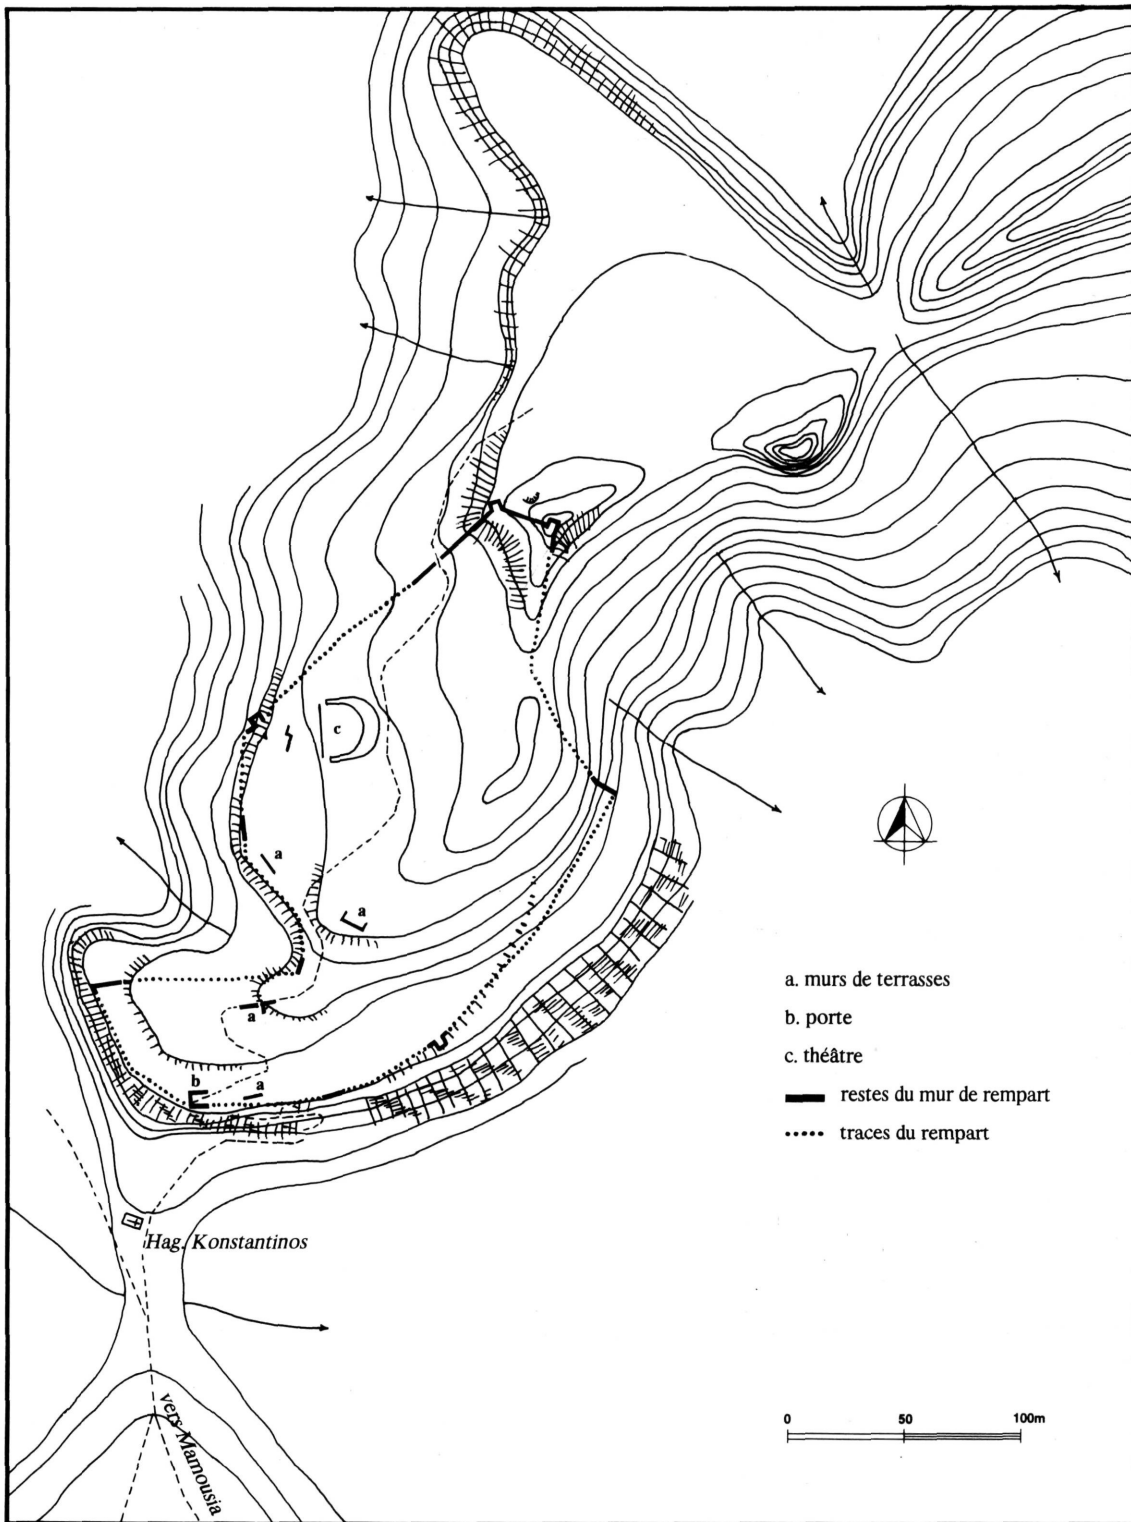 c
a
a
a
b
a
a. murs de terrasses
b. porte
c. théâtre
restes du mur de rempart
traces du rempart
Hag. Konstantinos
vers Mamousia
0 50 100m